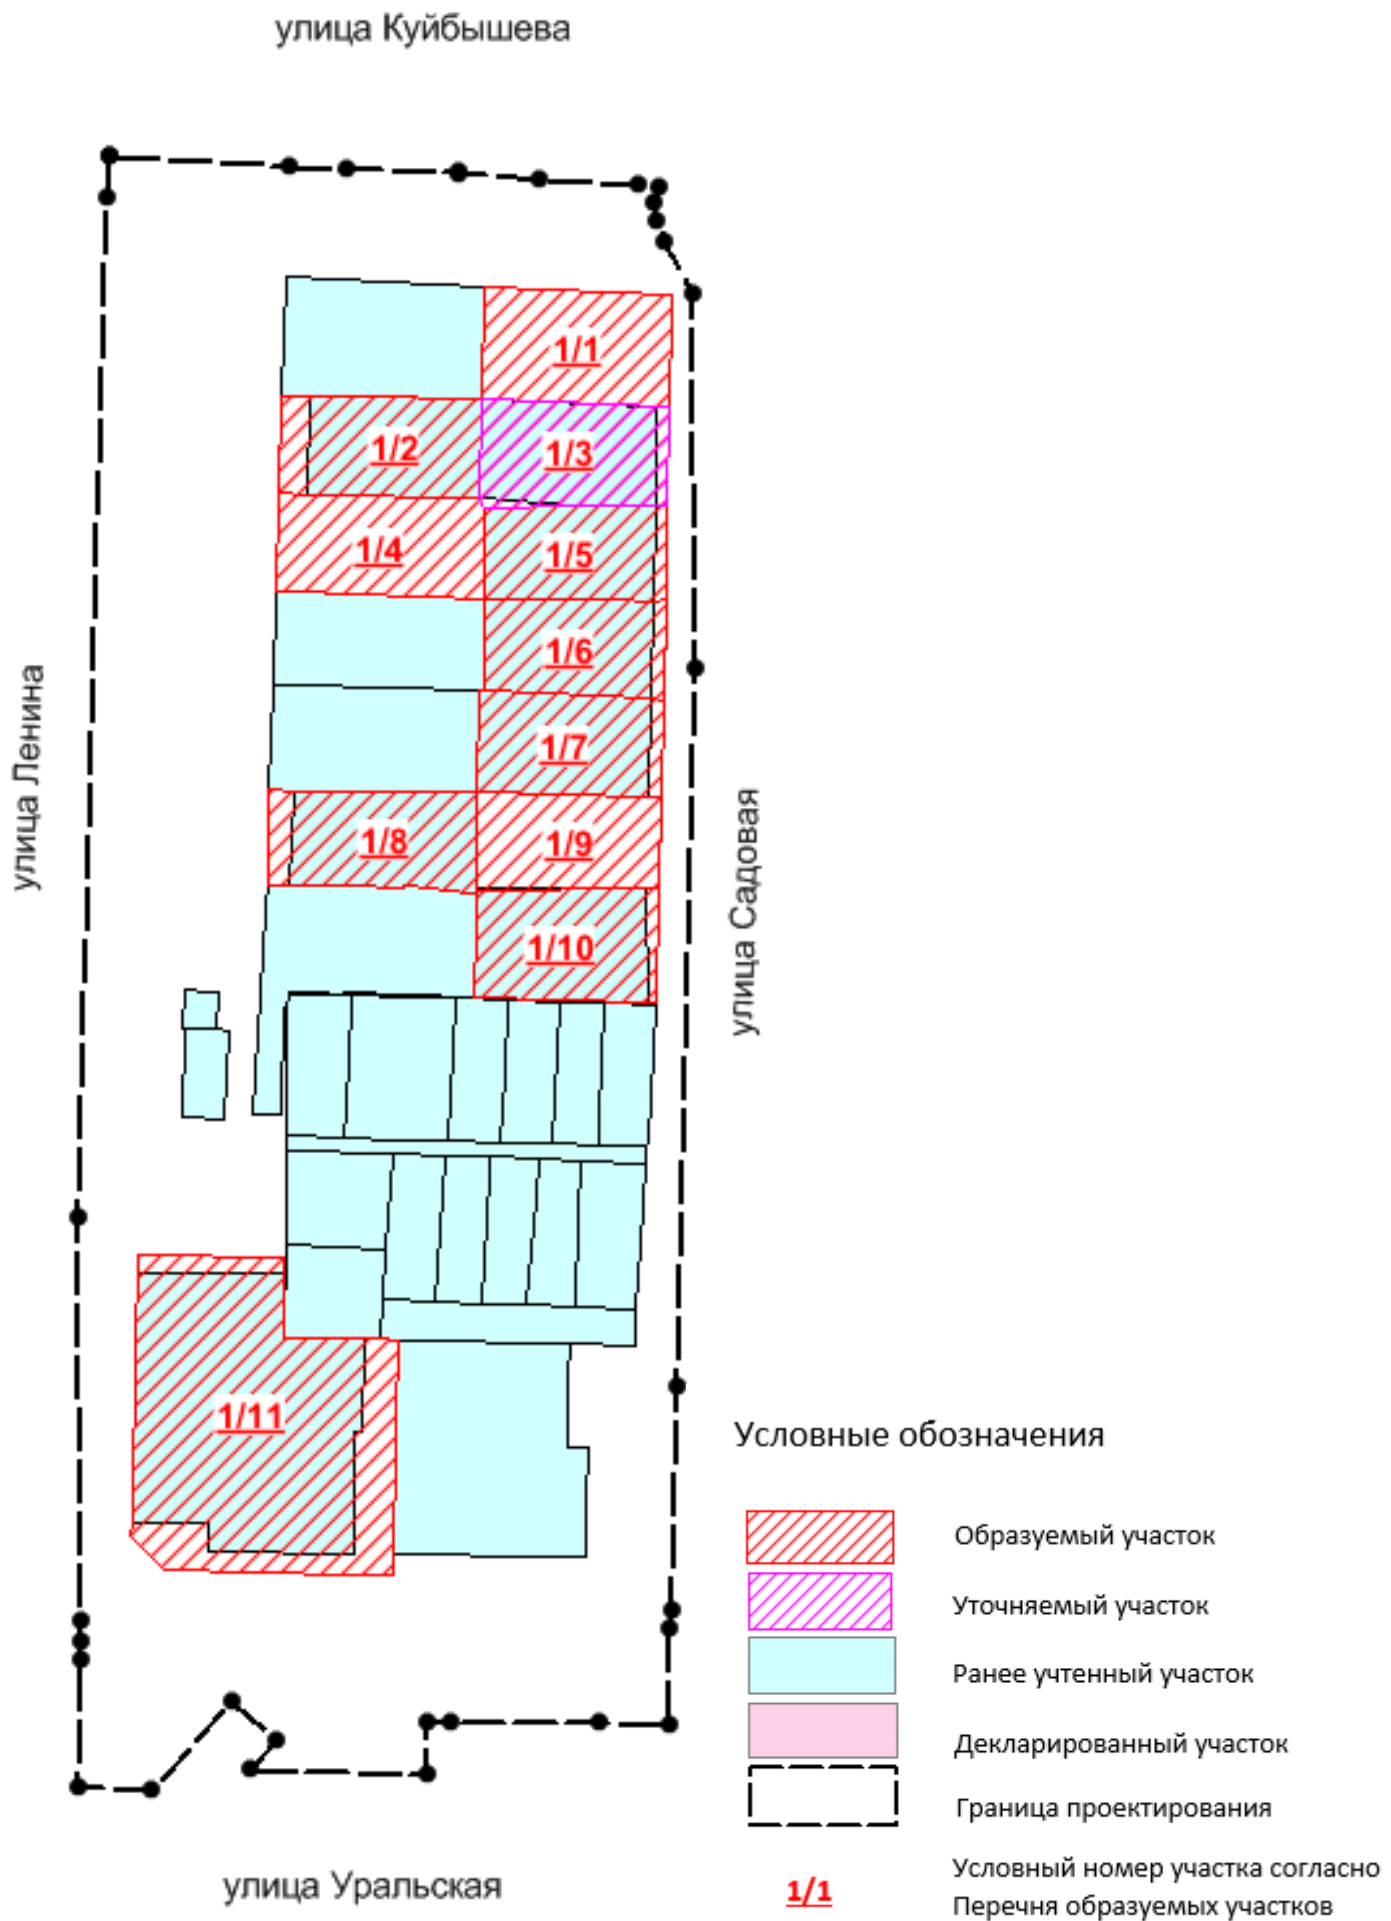 улица Куйбышева
1/1
1/2
1/3
1/4
1/5
1/6
улица Ленина
1/7
1/8
1/9
улица Садовая
1/10
1/11
Условные обозначения
Образуемый участок
Уточняемый участок
Ранее учтенный участок
Декларированный участок
Граница проектирования
улица Уральская
1/1
Условный номер участка согласно
Перечня образуемых участков